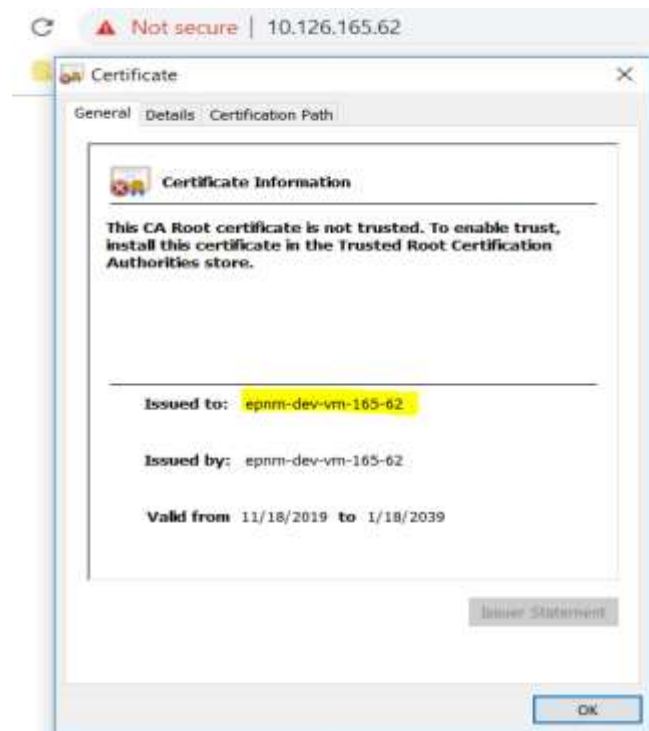 Not secure | 10.126.165.62
Certificate
General Details Certification Path
Certificate Information
This CA Root certificate is not trusted. To enable trust,
install this certificate in the Trusted Root Certification
Authorities store.
Issued to: epnm-dev-vm-165-62
Issued by: epnm-dev-vm-165-62
Valid from 11/18/2019 to 1/18/2039
Issuer Statement
OK